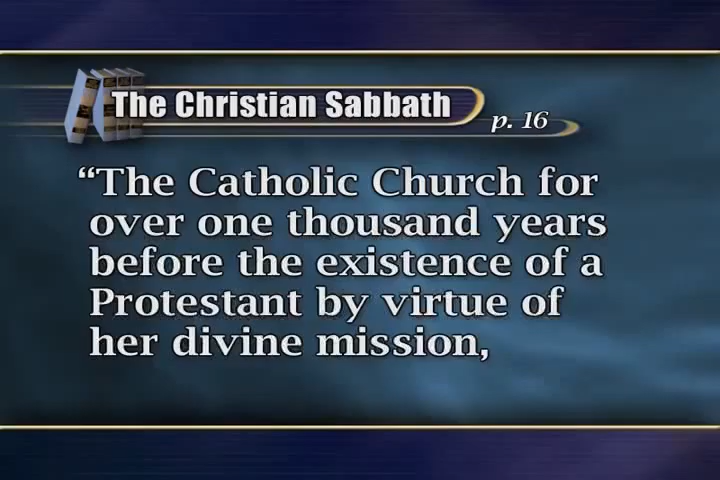 The Christian Sabbath
p. 16
“The Catholic Church for
over one thousand years
before the existence of a
Protestant by virtue of
her divine mission,